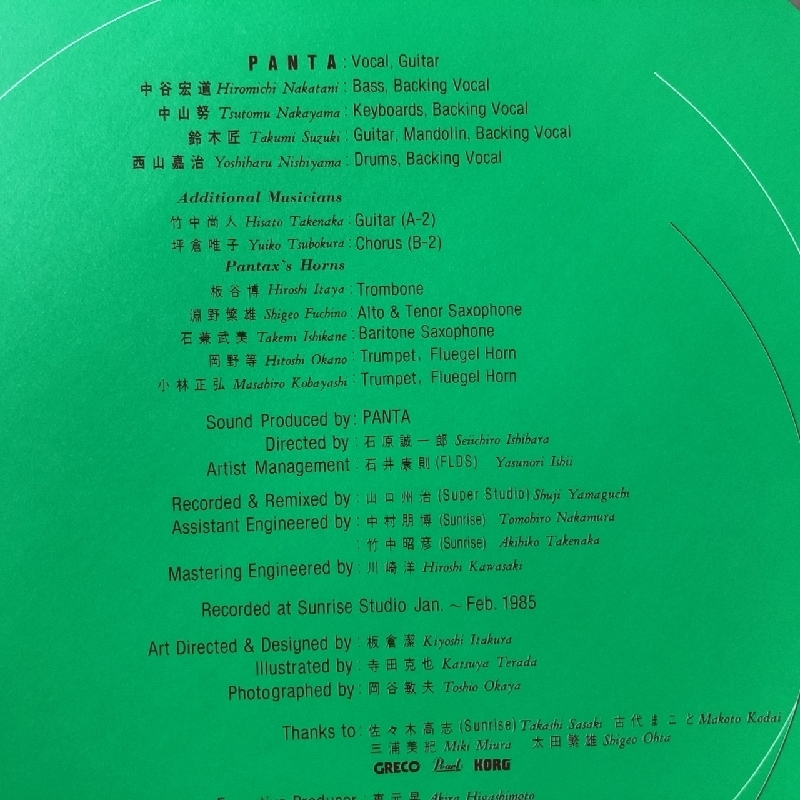 PANTA : Vocal, Guitar
中谷宏道 Hiromichi Nakatani : Bass, Backing Vocal
中山努 Tsutomu Nakayama : Keyboards, Backing Vocal
鈴木匠 Takumi Suzuki : Guitar, Mandolin, Backing Vocal
西山嘉治 Yoshiharu Nishiyama : Drums, Backing Vocal
Additional Musicians
竹中尚人 Hisato Takenaka : Guitar (A-2)
坪倉唯子 Yuiko Tsubokura : Chorus (B-2)
Pantax's Horns
板谷博 Hiroshi Itaya : Trombone
淵野繁雄 Shigeo Fuchino : Alto & Tenor Saxophone
石兼武美 Takemi Ishikane : Baritone Saxophone
岡野等 Hitoshi Okano : Trumpet, Fluegel Horn
小林正弘 Masahiro Kobayashi : Trumpet, Fluegel Horn
Sound Produced by : PANTA
Directed by : 石原誠一郎 Seiichiro Ishihara
Artist Management : 石井康則 (FLDS) Yasunori Ishii
Recorded & Remixed by : 山口州治 (Super Studio) Shuji Yamaguchi
Assistant Engineered by : 中村朋博 (Sunrise) Tomohiro Nakamura
: 竹中昭彦 (Sunrise) Akihiko Takenaka
Mastering Engineered by : 川崎洋 Hiroshi Kawasaki
Recorded at Sunrise Studio Jan. ~ Feb. 1985
Art Directed & Designed by : 板倉潔 Kiyoshi Itakura
Illustrated by : 寺田克也 Katsuya Terada
Photographed by : 岡谷敏夫 Toshio Okaya
Thanks to : 佐々木高志 (Sunrise) Takashi Sasaki 古代まこと Makoto Kodai
三浦美紀 Miki Miura 太田繁雄 Shigeo Ohta
GRECO Pearl KORG
Executive Producer : 東元晃 Akira Higashimoto